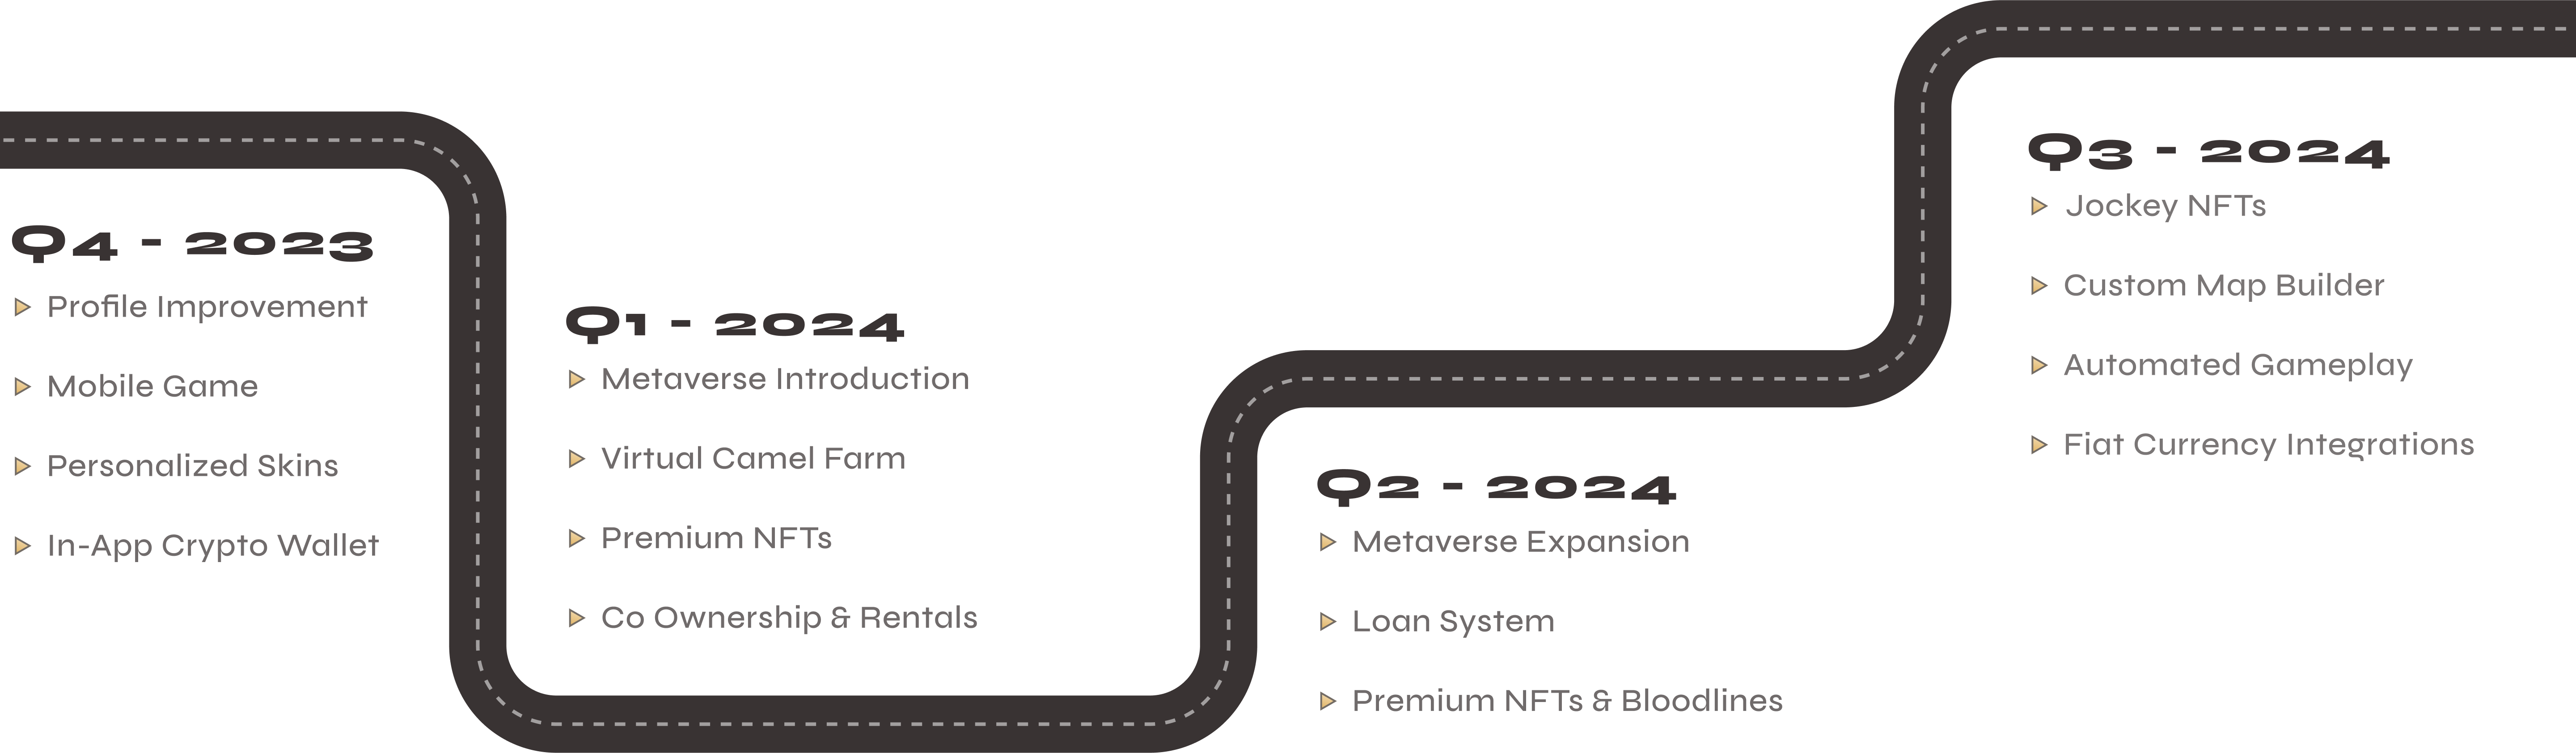 Q4 - 2023
Profile Improvement
Mobile Game
Personalized Skins
In-App Crypto Wallet
Q1 - 2024
Metaverse Introduction
Virtual Camel Farm
Premium NFTs
Co Ownership & Rentals
Q2 - 2024
Metaverse Expansion
Loan System
Premium NFTs & Bloodlines
Q3 - 2024
Jockey NFTs
Custom Map Builder
Automated Gameplay
Fiat Currency Integrations